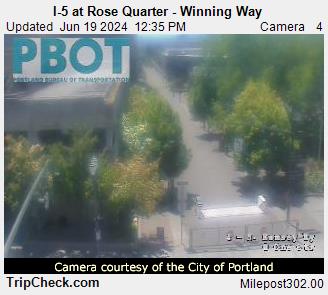 I-5 at Rose Quarter - Winning Way
Updated Jun 19 2024 12:35 PM Camera 4
PBOT
PORTLAND BUREAU OF TRANSPORTATION
Camera courtesy of the City of Portland
TripCheck.com Milepost302.00